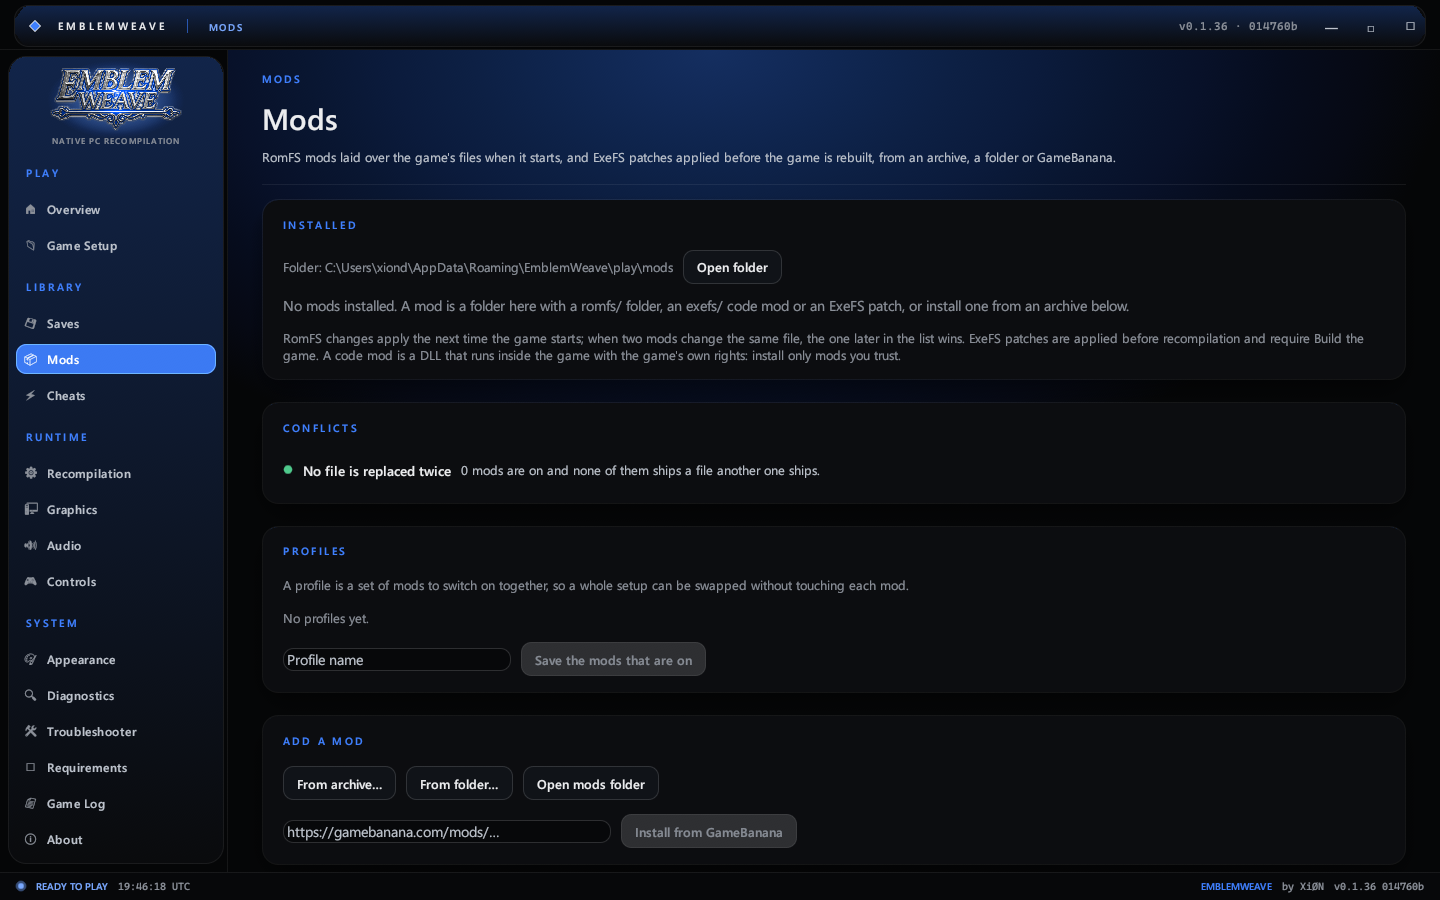 EMBLEMWEAVE
MODS
v0.1.36 · 014760b
EMBLEM
WEAVE
NATIVE PC RECOMPILATION
PLAY
Overview
Game Setup
LIBRARY
Saves
Mods
Cheats
RUNTIME
Recompilation
Graphics
Audio
Controls
SYSTEM
Appearance
Diagnostics
Troubleshooter
Requirements
Game Log
About
MODS
Mods
RomFS mods laid over the game's files when it starts, and ExeFS patches applied before the game is rebuilt, from an archive, a folder or GameBanana.
INSTALLED
Folder: C:\Users\xiond\AppData\Roaming\EmblemWeave\play\mods
Open folder
No mods installed. A mod is a folder here with a romfs/ folder, an exefs/ code mod or an ExeFS patch, or install one from an archive below.
RomFS changes apply the next time the game starts; when two mods change the same file, the one later in the list wins. ExeFS patches are applied before recompilation and require Build the
game. A code mod is a DLL that runs inside the game with the game's own rights: install only mods you trust.
CONFLICTS
No file is replaced twice 0 mods are on and none of them ships a file another one ships.
PROFILES
A profile is a set of mods to switch on together, so a whole setup can be swapped without touching each mod.
No profiles yet.
Profile name
Save the mods that are on
ADD A MOD
From archive...
From folder...
Open mods folder
https://gamebanana.com/mods/...
Install from GameBanana
READY TO PLAY 19:46:18 UTC
EMBLEMWEAVE by XiØN v0.1.36 014760b